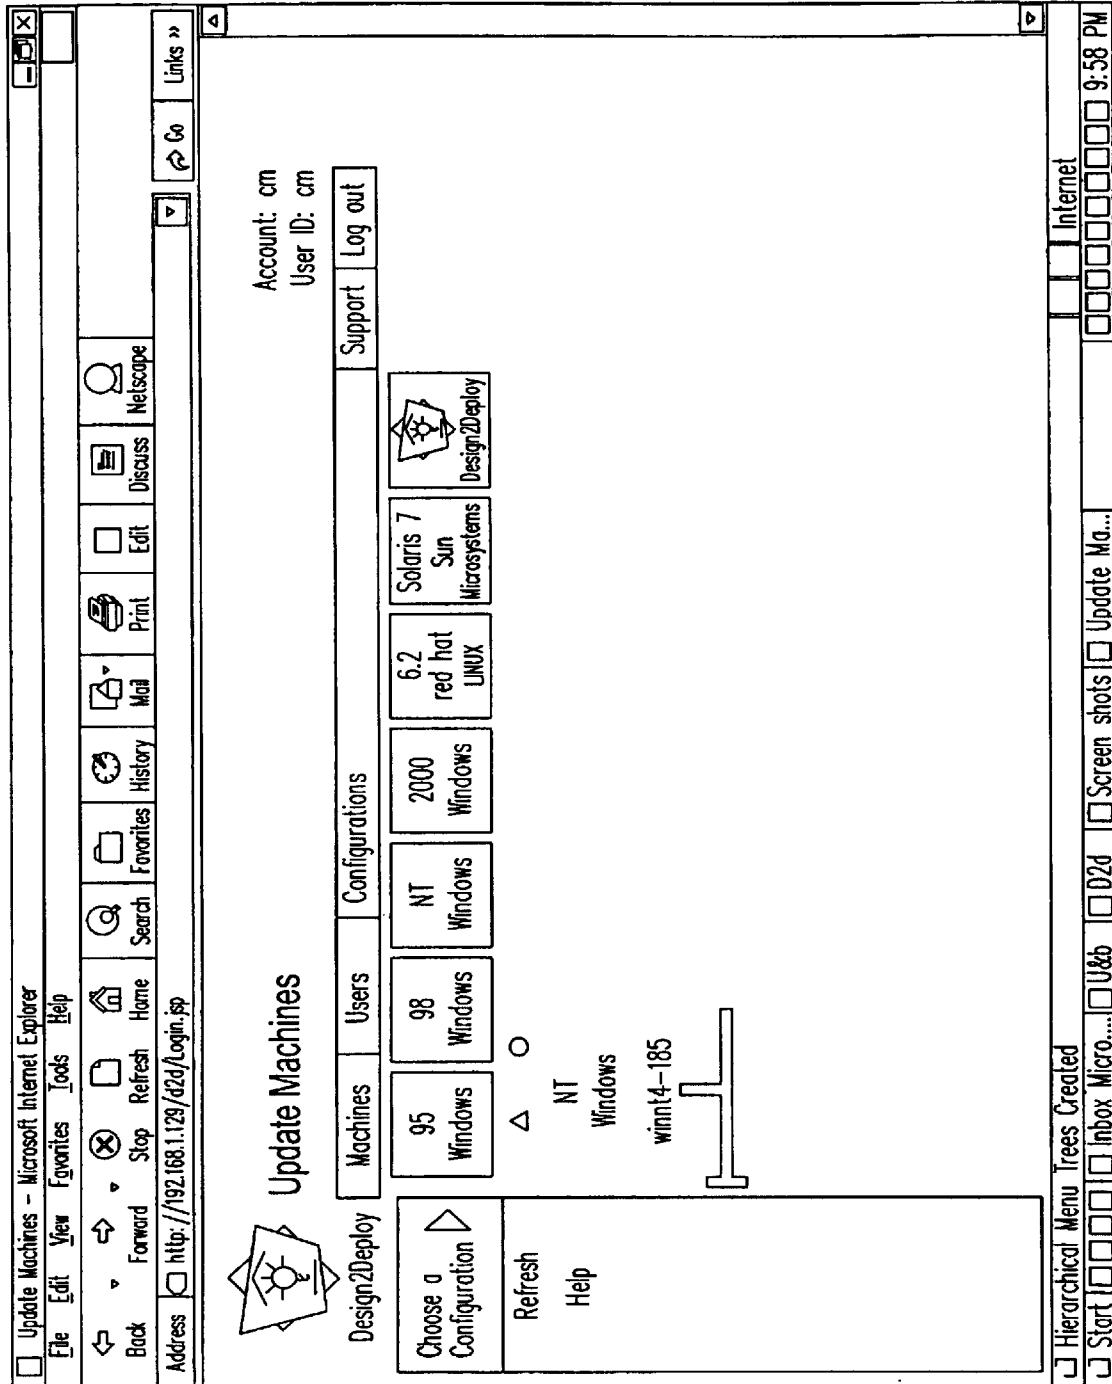 Update Machines - Microsoft Internet Explorer
File Edit View Favorites Tools Help
Back Forward Stop Refresh Home Search Favorites History Mail Print Edit Discuss Netscape
Address http://192.168.1.129/d2d/Login.jsp Go Links »
Design2Deploy
Update Machines
Account: cm
User ID: cm
Machines Users Configurations Support Log out
Choose a
Configuration
Refresh
Help
95
Windows
98
Windows
NT
Windows
2000
Windows
6.2
red hat
LINUX
Solaris 7
Sun
Microsystems
Design2Deploy
NT
Windows
winnt4-185
Hierarchical Menu Trees Created Internet
Start Inbox Micro.... U&b D2d Screen shots Update Ma... 9:58 PM